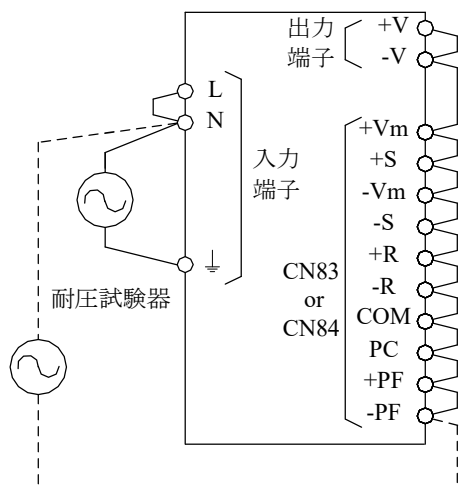 出力
端子
+V
-V
L
N
入力
端子
耐圧試験器
CN83
or
CN84
+Vm
+S
-Vm
-S
+R
-R
COM
PC
+PF
-PF